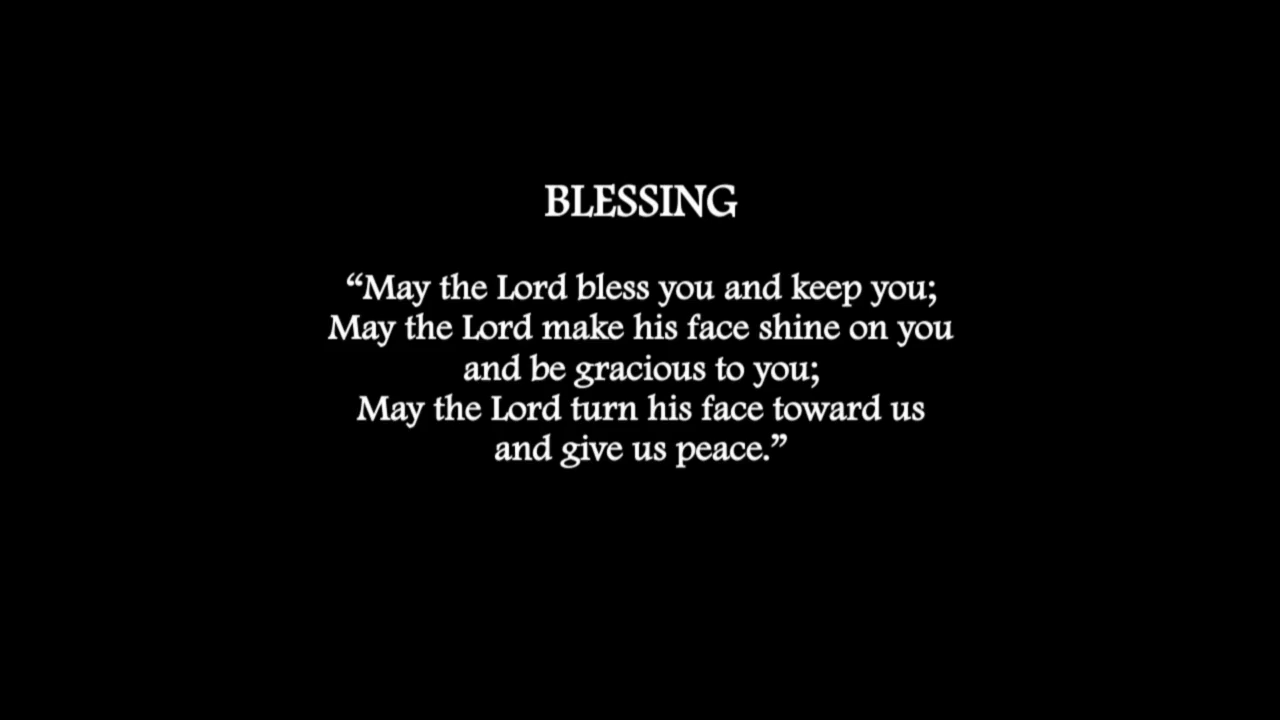 BLESSING
“May the Lord bless you and keep you;
May the Lord make his face shine on you
and be gracious to you;
May the Lord turn his face toward us
and give us peace.”